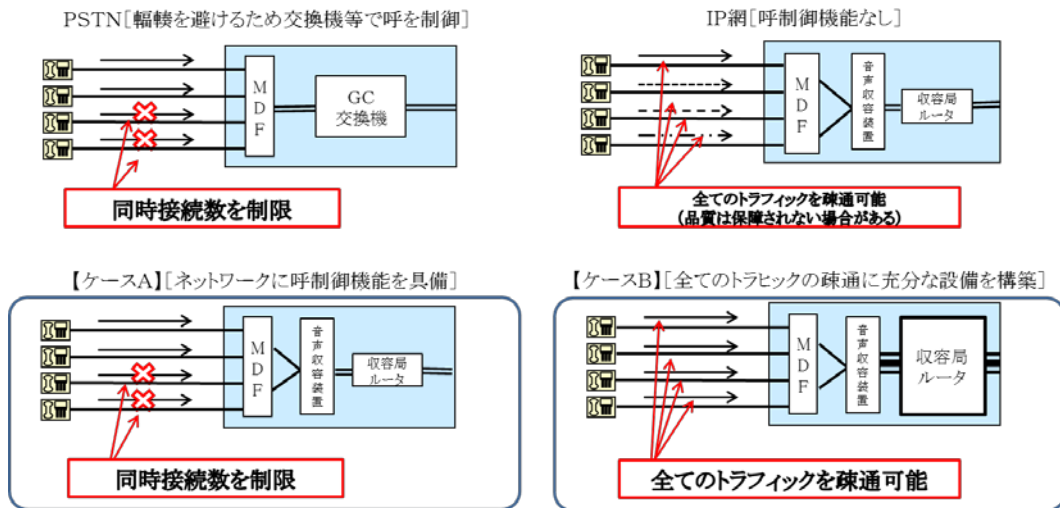 PSTN[輻輳を避けるため交換機等で呼を制御]
MDF
GC
交換機
同時接続数を制限
IP網[呼制御機能なし]
MDF
音声収容装置
収容局
ルータ
全てのトラフィックを疎通可能
(品質は保障されない場合がある)
【ケースA】[ネットワークに呼制御機能を具備]
MDF
音声収容装置
収容局
ルータ
同時接続数を制限
【ケースB】[全てのトラヒックの疎通に充分な設備を構築]
MDF
音声収容装置
収容局
ルータ
全てのトラフィックを疎通可能